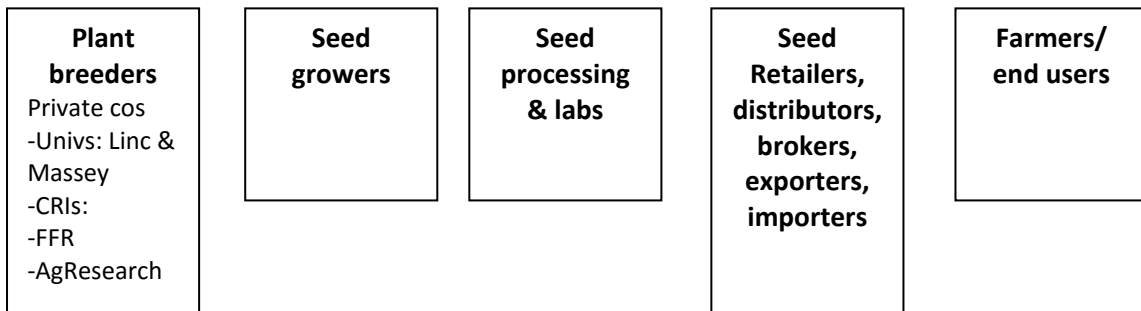 Plant
breeders
Private cos
-Univs: Linc &
Massey
-CRIs:
-FFR
-AgResearch
Seed
growers
Seed
processing
& labs
Seed
Retailers,
distributors,
brokers,
exporters,
importers
Farmers/
end users